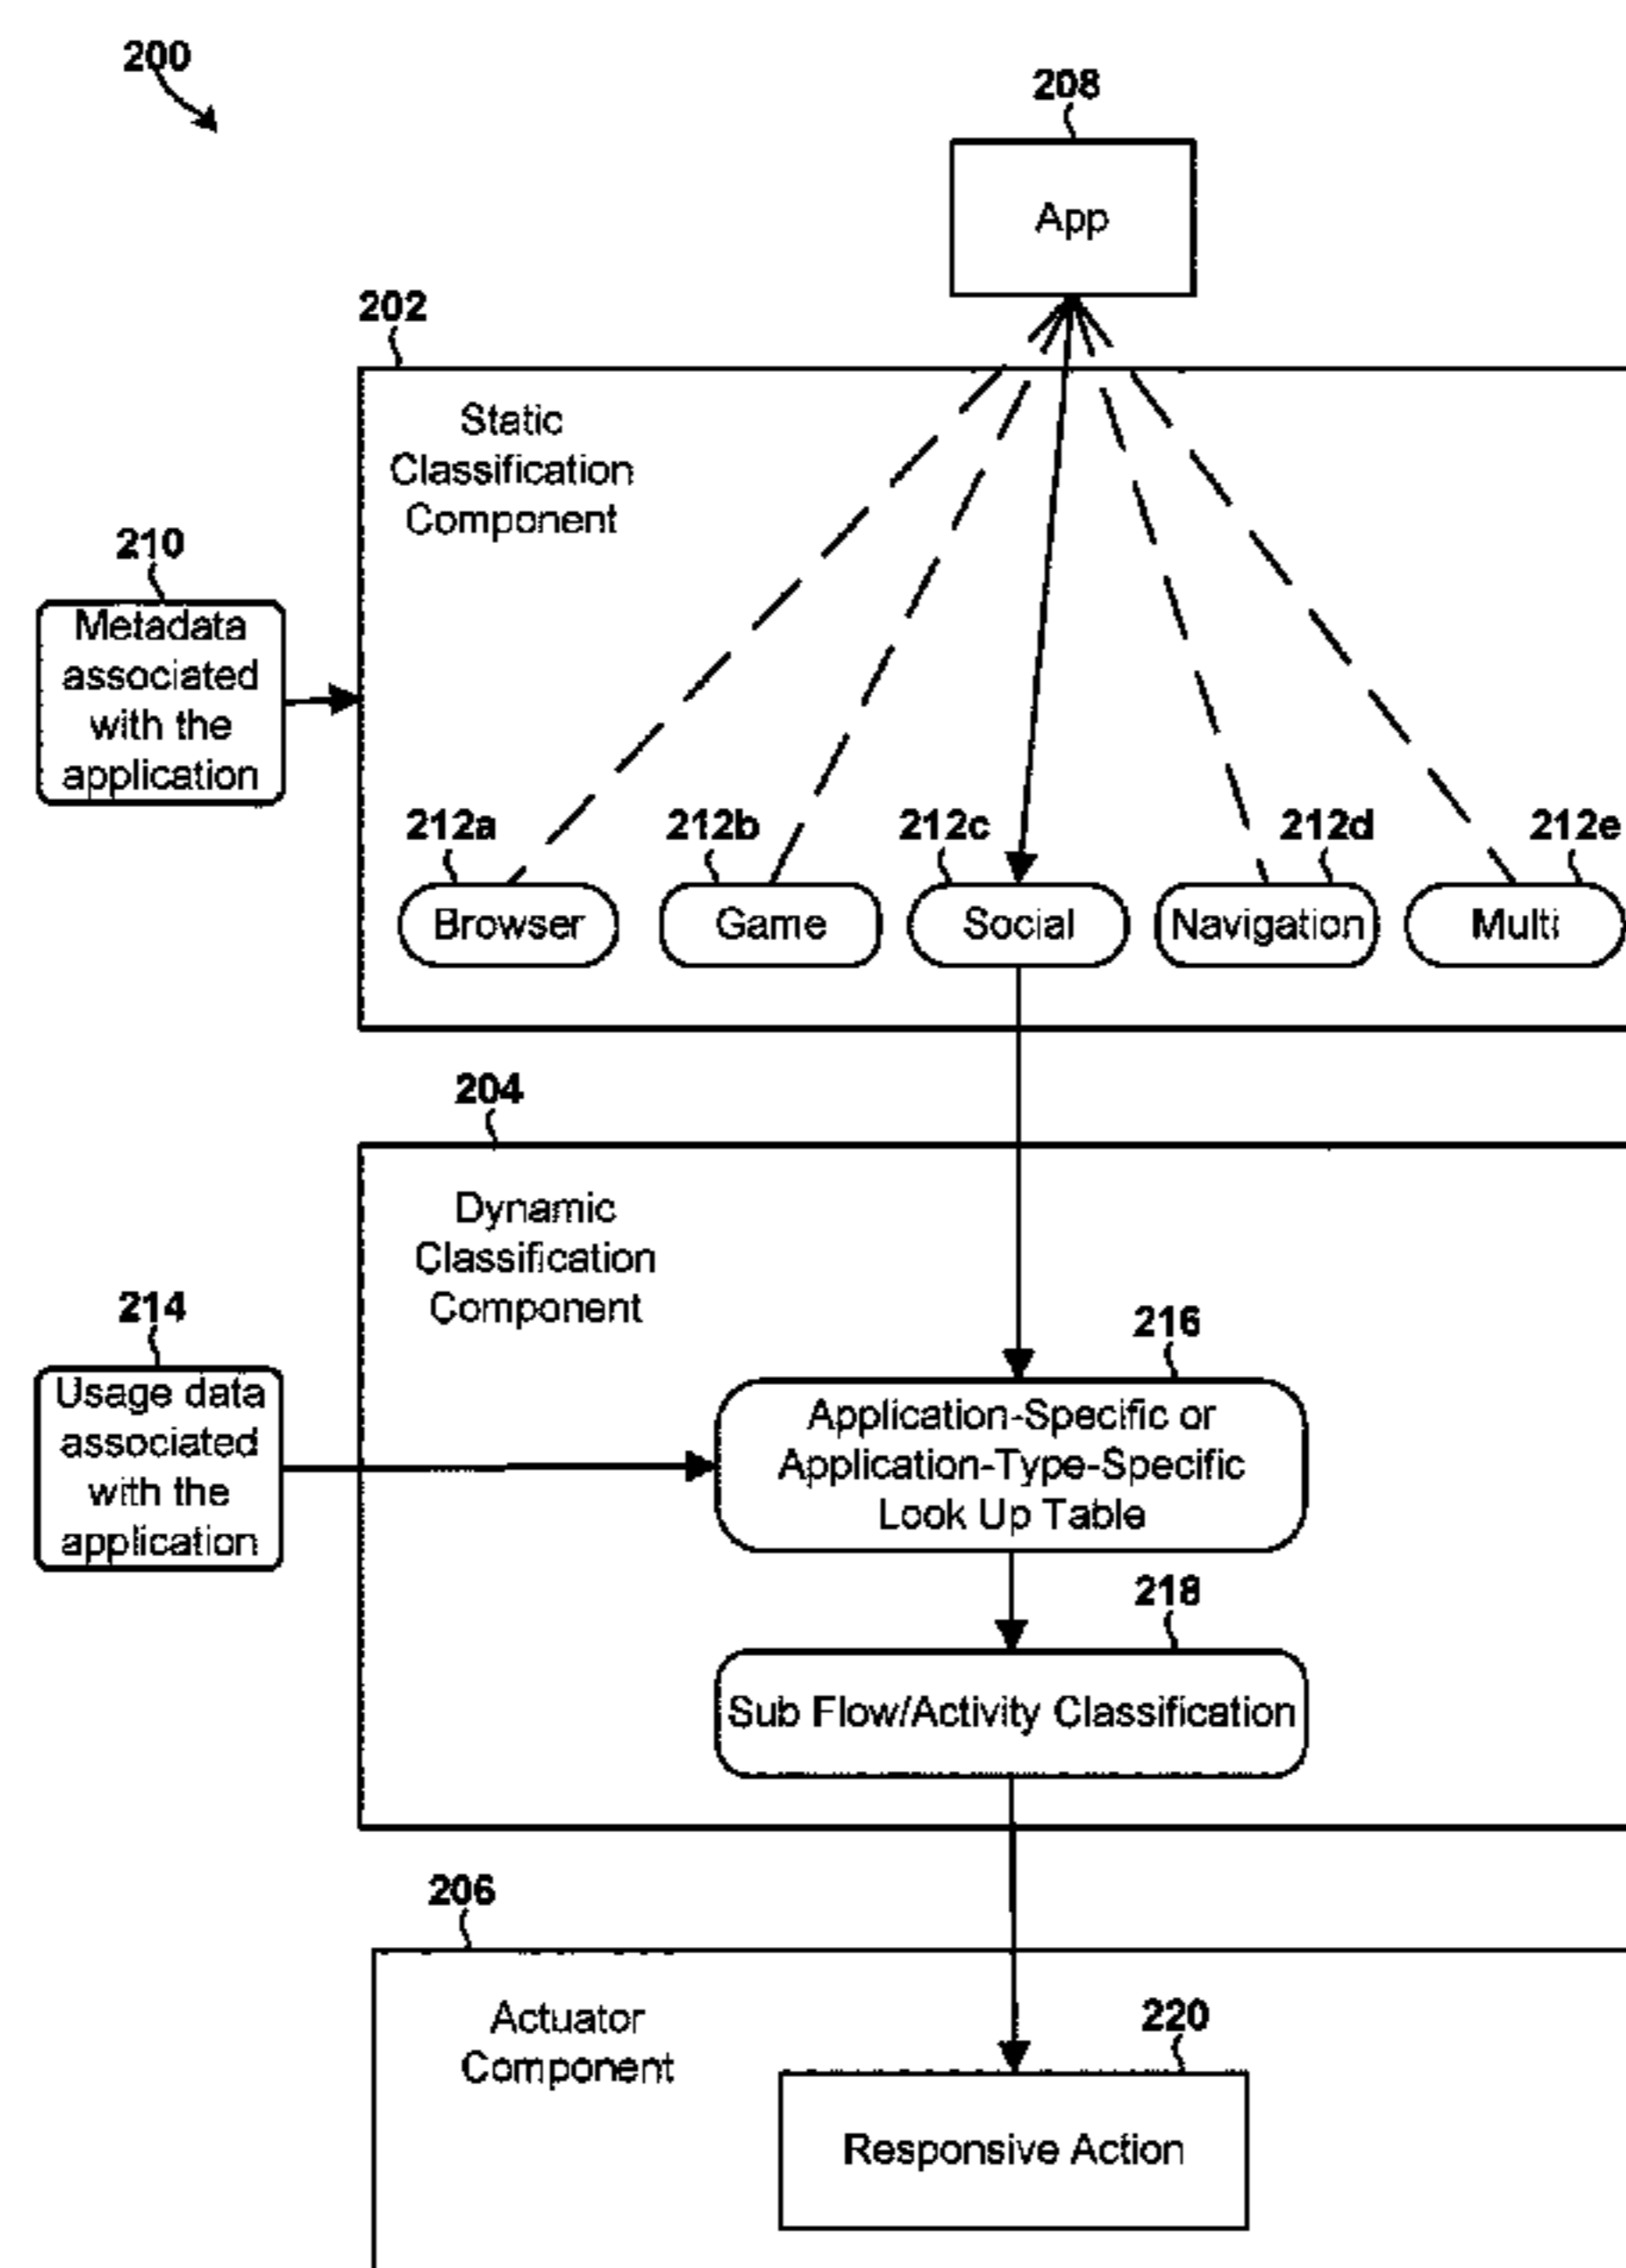 200
208
App
202
Static
Classification
Component
210
Metadata
associated
with the
application
212a
212b
212c
212d
212e
Browser
Game
Social
Navigation
Multi
204
Dynamic
Classification
Component
214
Usage data
associated
with the
application
216
Application-Specific or
Application-Type-Specific
Look Up Table
218
Sub Flow/Activity Classification
206
Actuator
Component
220
Responsive Action